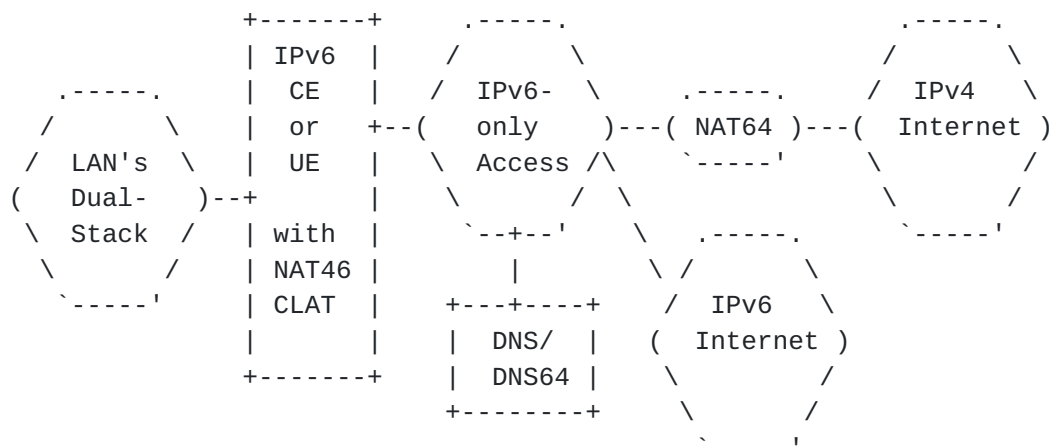 IPv6
CE
or
UE
with
NAT46
CLAT
LAN's
Dual-
Stack
IPv6-
only
Access
NAT64
IPv4
Internet
DNS/
DNS64
IPv6
Internet